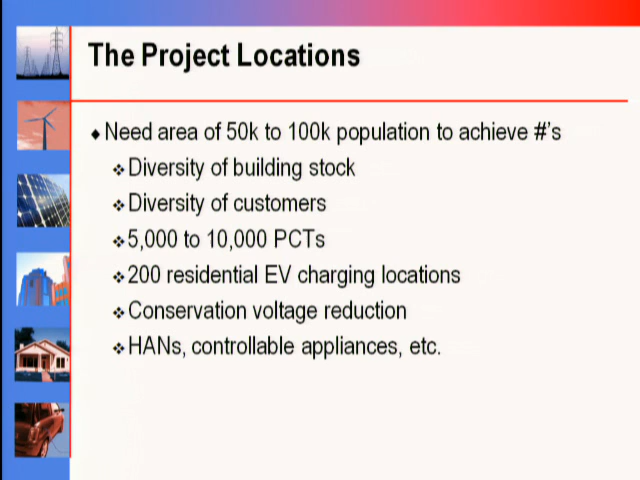 The Project Locations
Need area of 50k to 100k population to achieve #'s
Diversity of building stock
Diversity of customers
5,000 to 10,000 PCTs
200 residential EV charging locations
Conservation voltage reduction
HANs, controllable appliances, etc.